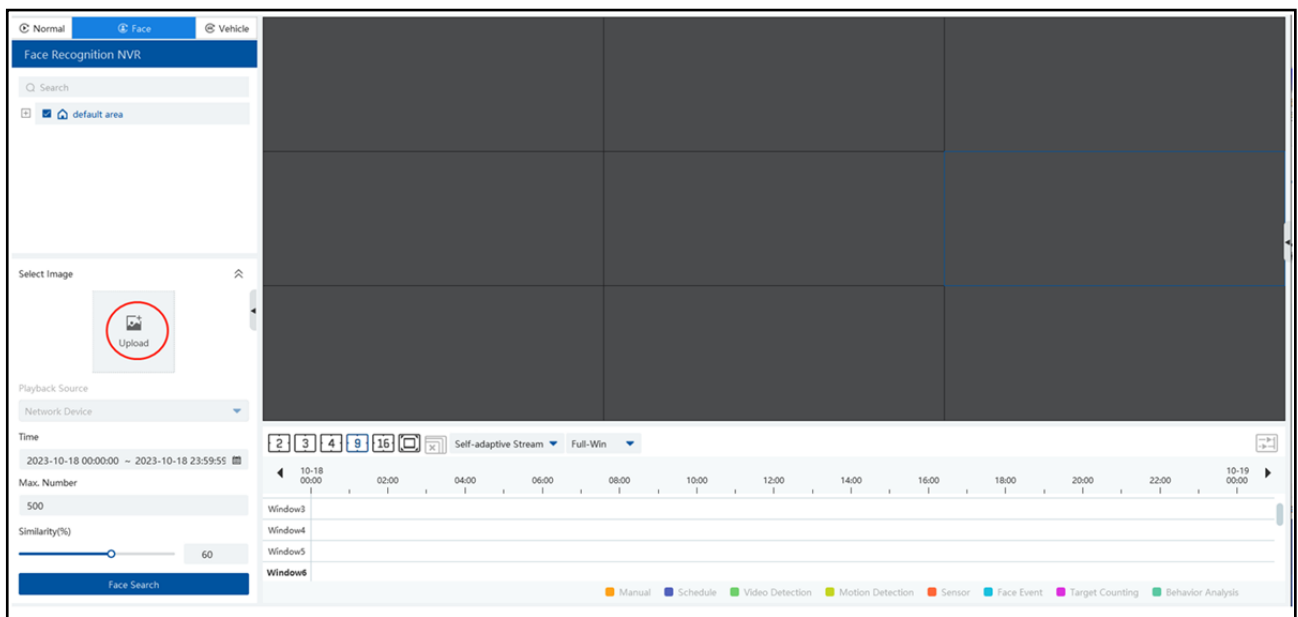 Normal
Face
Vehicle
Face Recognition NVR
Search
default area
Select Image
Upload
Playback Source
Network Device
Time
2023-10-18 00:00:00 ~ 2023-10-18 23:59:59
Max. Number
500
Similarity(%)
60
Face Search
2 3 4 9 16 Self-adaptive Stream Full-Win
10-18 10-19
00:00 02:00 04:00 06:00 08:00 10:00 12:00 14:00 16:00 18:00 20:00 22:00 00:00
Window3
Window4
Window5
Window6
Manual Schedule Video Detection Motion Detection Sensor Face Event Target Counting Behavior Analysis